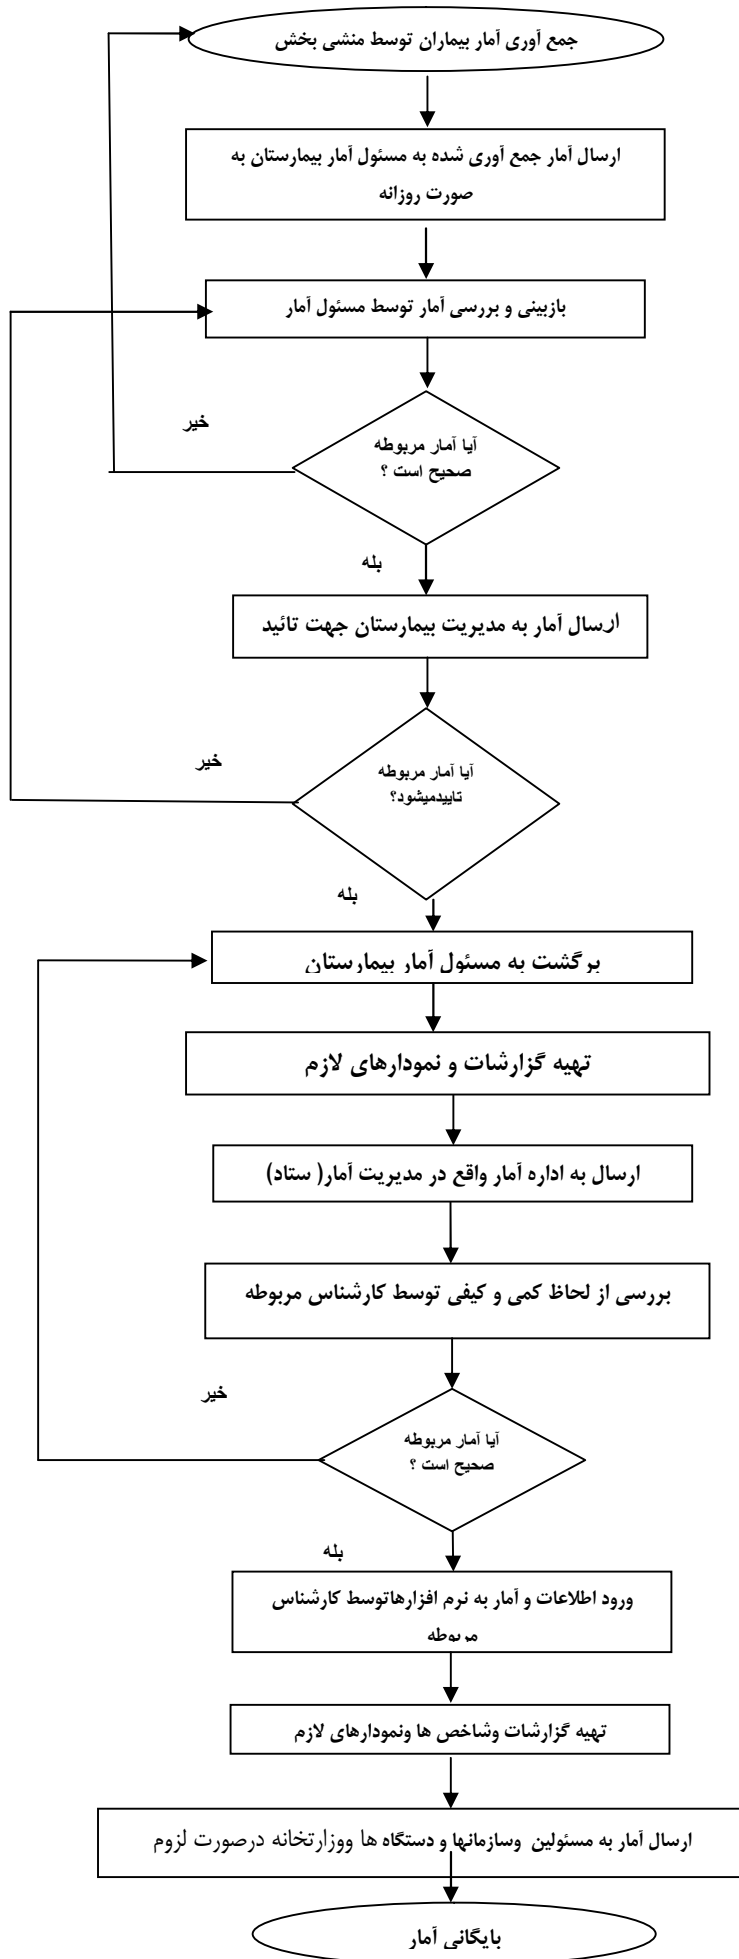 جمع آوری آمار بیماران توسط منشی بخش
ارسال آمار جمع آوری شده به مسئول آمار بیمارستان به
صورت روزانه
بازبینی و بررسی آمار توسط مسئول آمار
خیر
آیا آمار مربوطه
صحیح است ؟
بله
ارسال آمار به مدیریت بیمارستان جهت تائید
خیر
آیا آمار مربوطه
تاییدمیشود؟
بله
برگشت به مسئول آمار بیمارستان
تهیه گزارشات و نمودارهای لازم
ارسال به اداره آمار واقع در مدیریت آمار( ستاد)
بررسی از لحاظ کمی و کیفی توسط کارشناس مربوطه
خیر
آیا آمار مربوطه
صحیح است ؟
بله
ورود اطلاعات و آمار به نرم افزارهاتوسط کارشناس
مربوطه
تهیه گزارشات وشاخص ها ونمودارهای لازم
ارسال آمار به مسئولین وسازمانها و دستگاه ها ووزارتخانه درصورت لزوم
بایگانی آمار